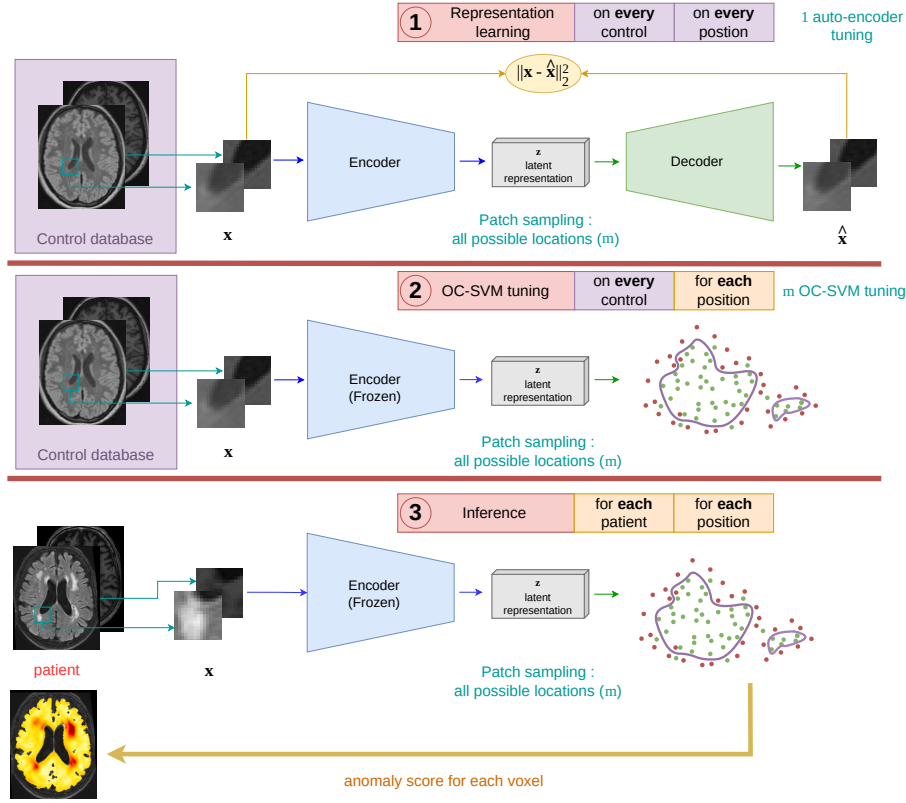 1
Representation
learning
on every
control
on every
postion
1 auto-encoder
tuning
||x - x̂||²₂
Encoder
z
latent
representation
Decoder
Control database
x
Patch sampling :
all possible locations (m)
x̂
2
OC-SVM tuning
on every
control
for each
position
m OC-SVM tuning
Encoder
(Frozen)
z
latent
representation
Control database
x
Patch sampling :
all possible locations (m)
3
Inference
for each
patient
for each
position
Encoder
(Frozen)
z
latent
representation
patient
x
Patch sampling :
all possible locations (m)
anomaly score for each voxel